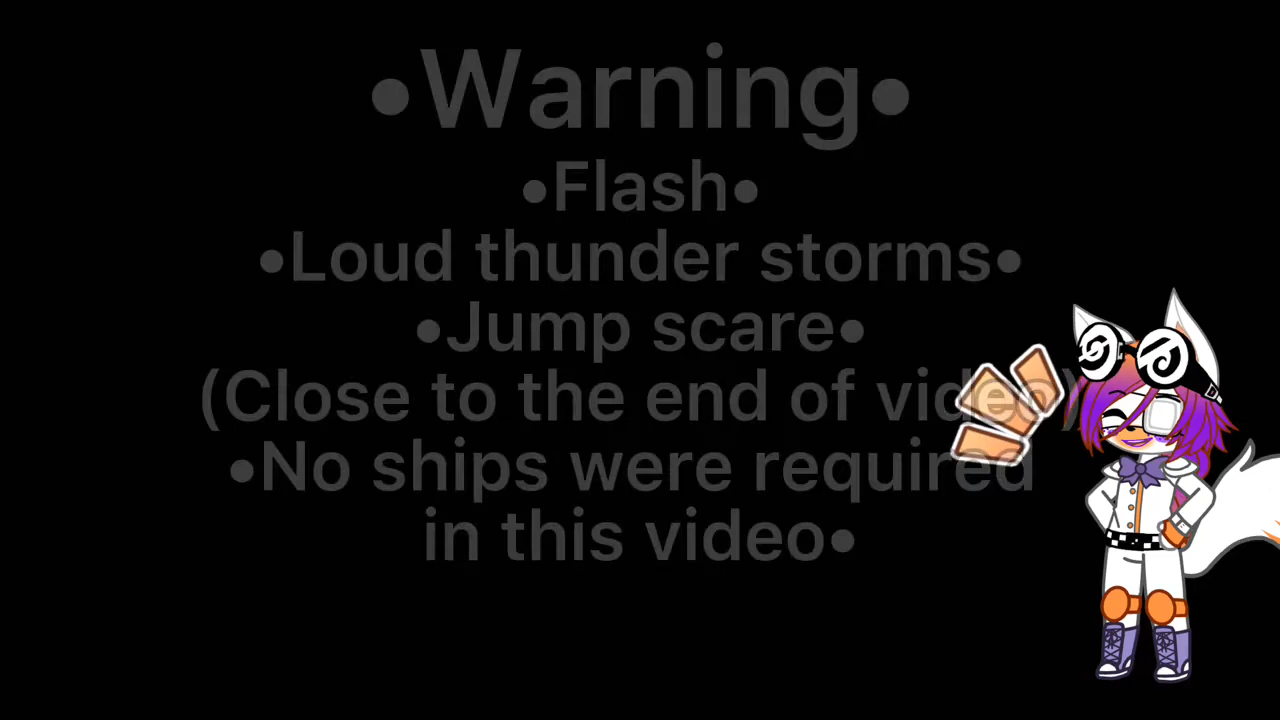 •Warning•
•Flash•
•Loud thunder storms•
•Jump scare•
(Close to the end of video)
•No ships were required
in this video•